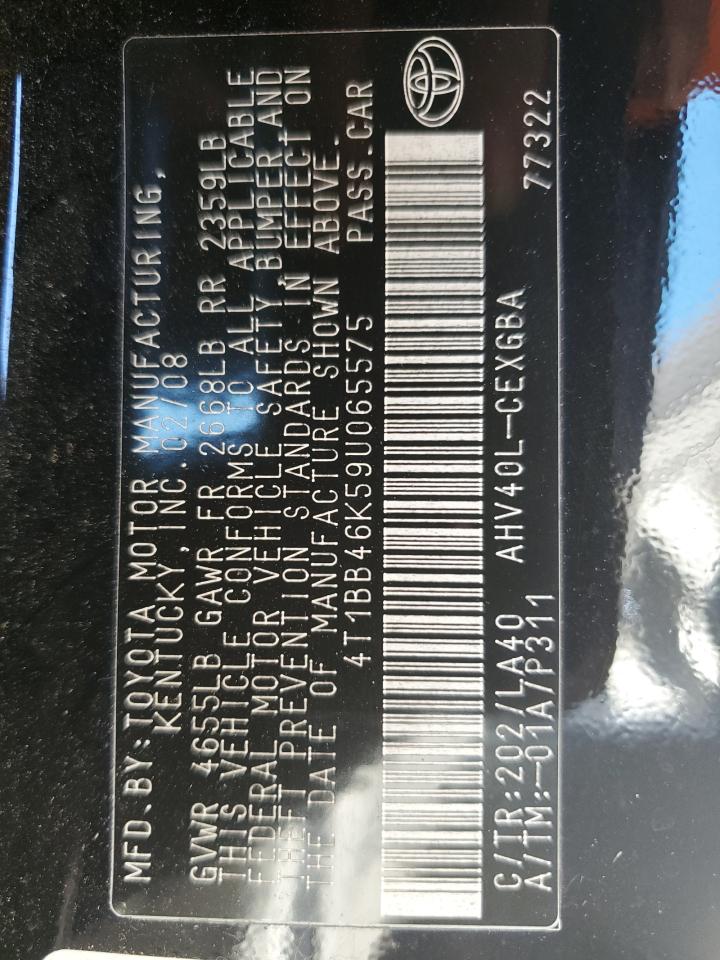 MFD.BY:TOYOTA MOTOR MANUFACTURING,
KENTUCKY,INC.02/08
GVWR 4655LB GAWR FR 2668LB RR 2359LB
THIS VEHICLE CONFORMS TO ALL APPLICABLE
FEDERAL MOTOR VEHICLE SAFETY,BUMPER,AND
THEFT PREVENTION STANDARDS IN EFFECT ON
THE DATE OF MANUFACTURE SHOWN ABOVE.
4T1BB46K59U065575 PASS.CAR
C/TR:202/LA40 AHV40L-CEXGBA 77322
A/TM:-01A/P311